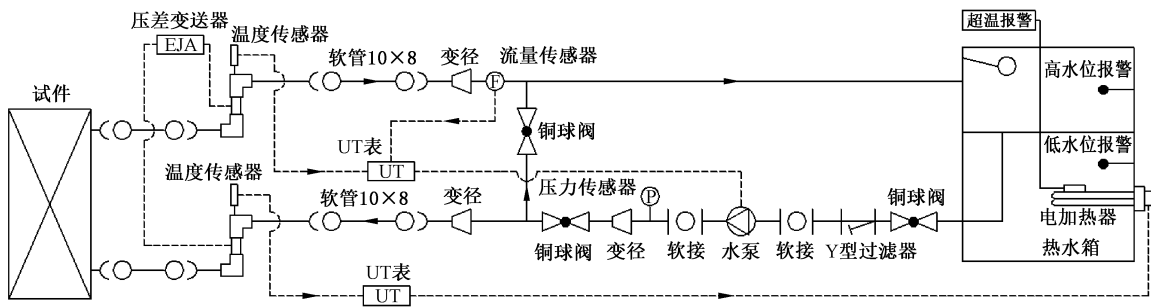 超温报警
压差变送器
EJA
温度传感器
软管10×8
变径
流量传感器
F
高水位报警
试件
铜球阀
UT表
UT
低水位报警
温度传感器
软管10×8
变径
压力传感器
P
铜球阀
电加热器
热水箱
铜球阀
变径
软接
水泵
软接
Y型过滤器
UT表
UT